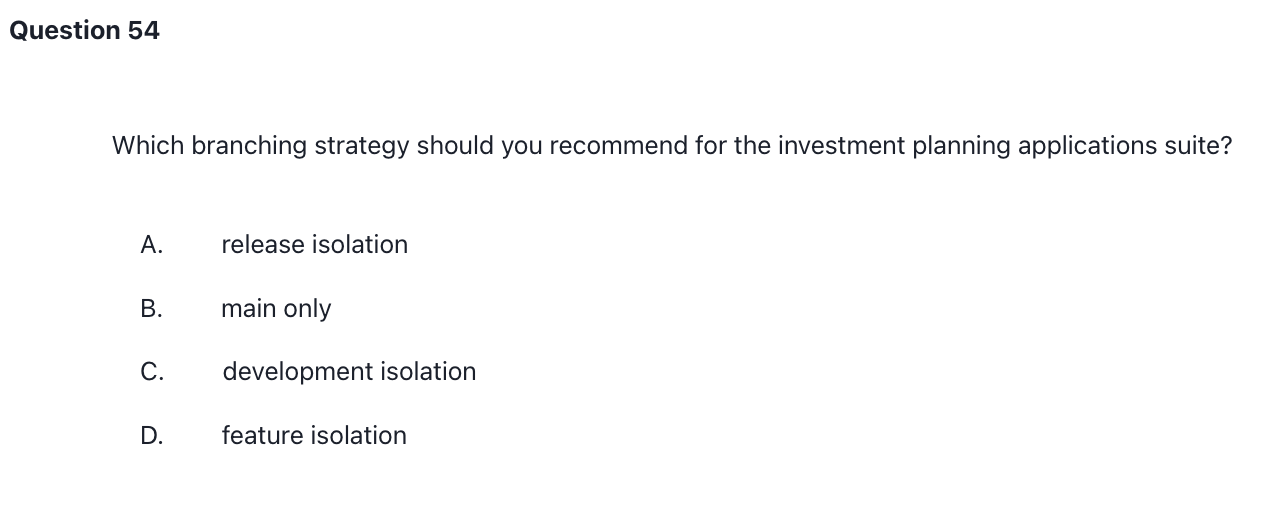 Question 54
Which branching strategy should you recommend for the investment planning applications suite?
A. release isolation
B. main only
C. development isolation
D. feature isolation